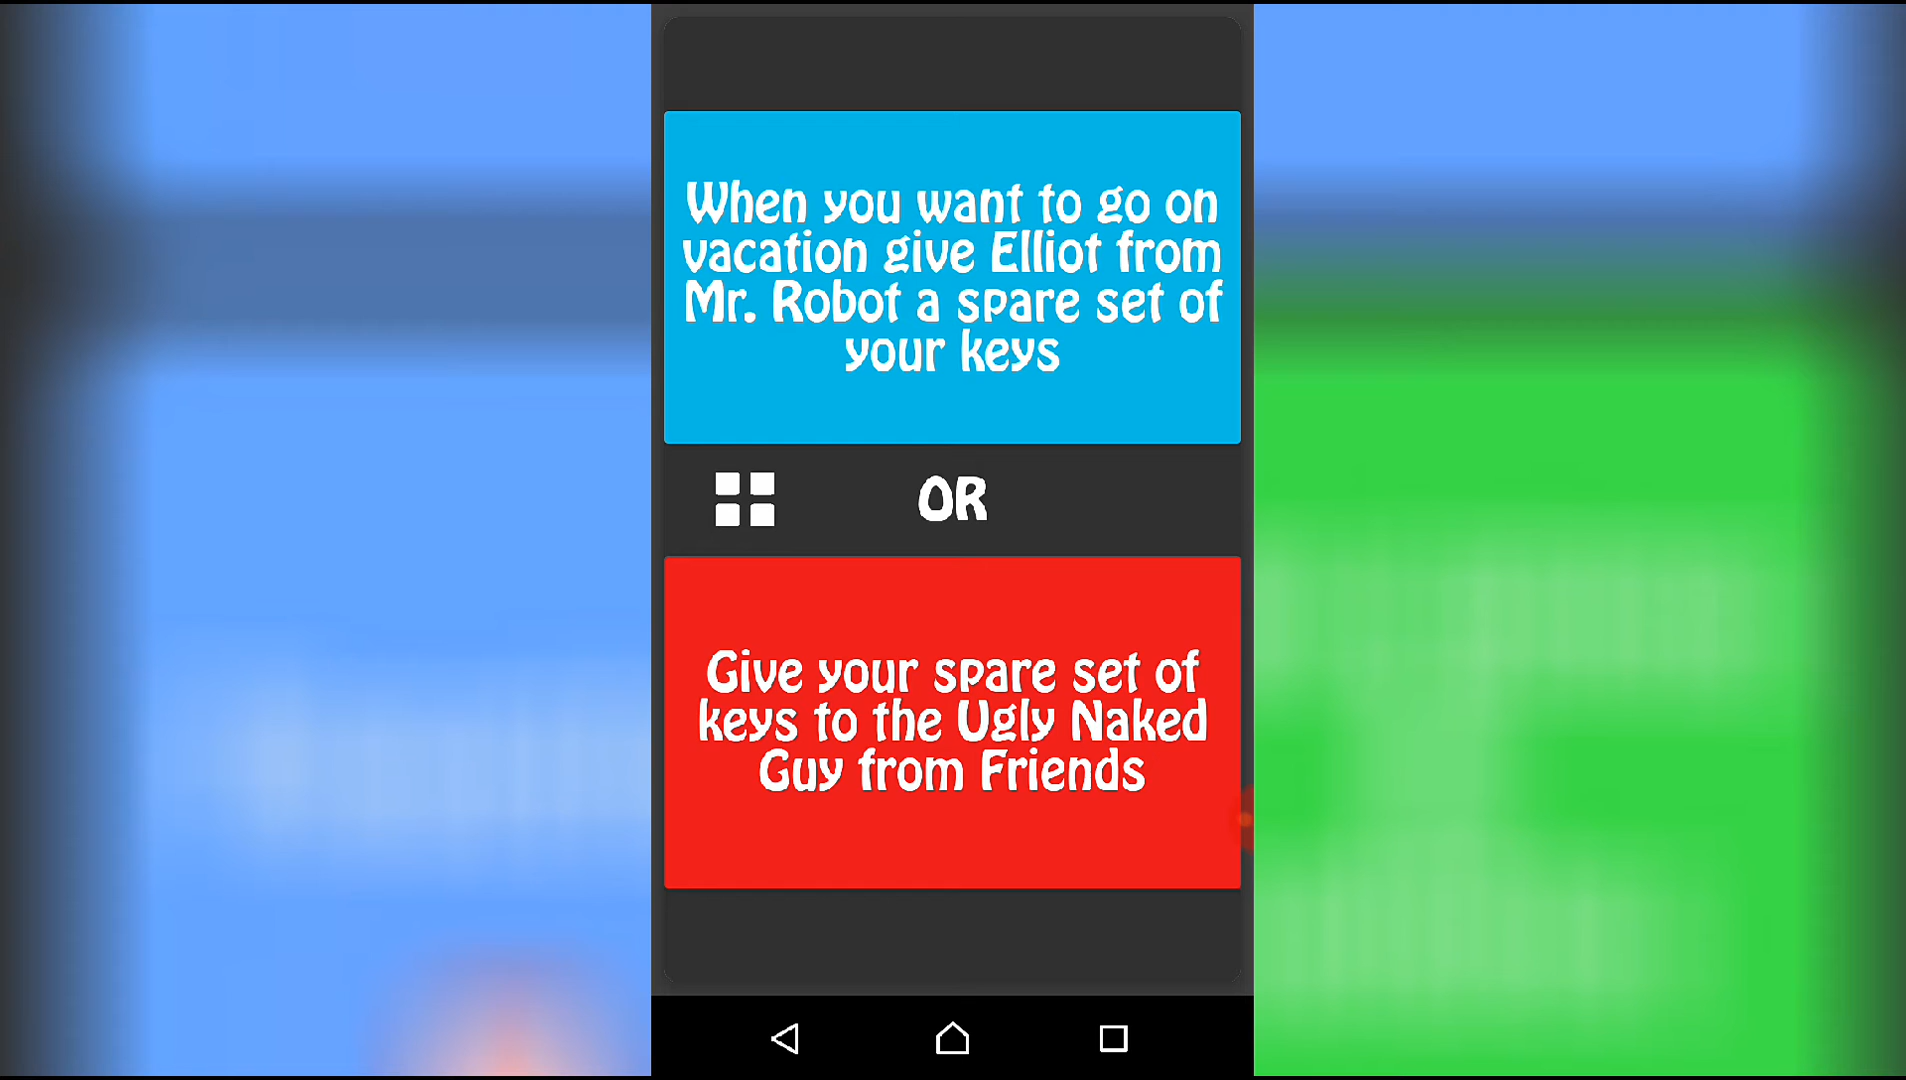 When you want to go on
vacation give Elliot from
Mr. Robot a spare set of
your keys
OR
Give your spare set of
keys to the Ugly Naked
Guy from Friends